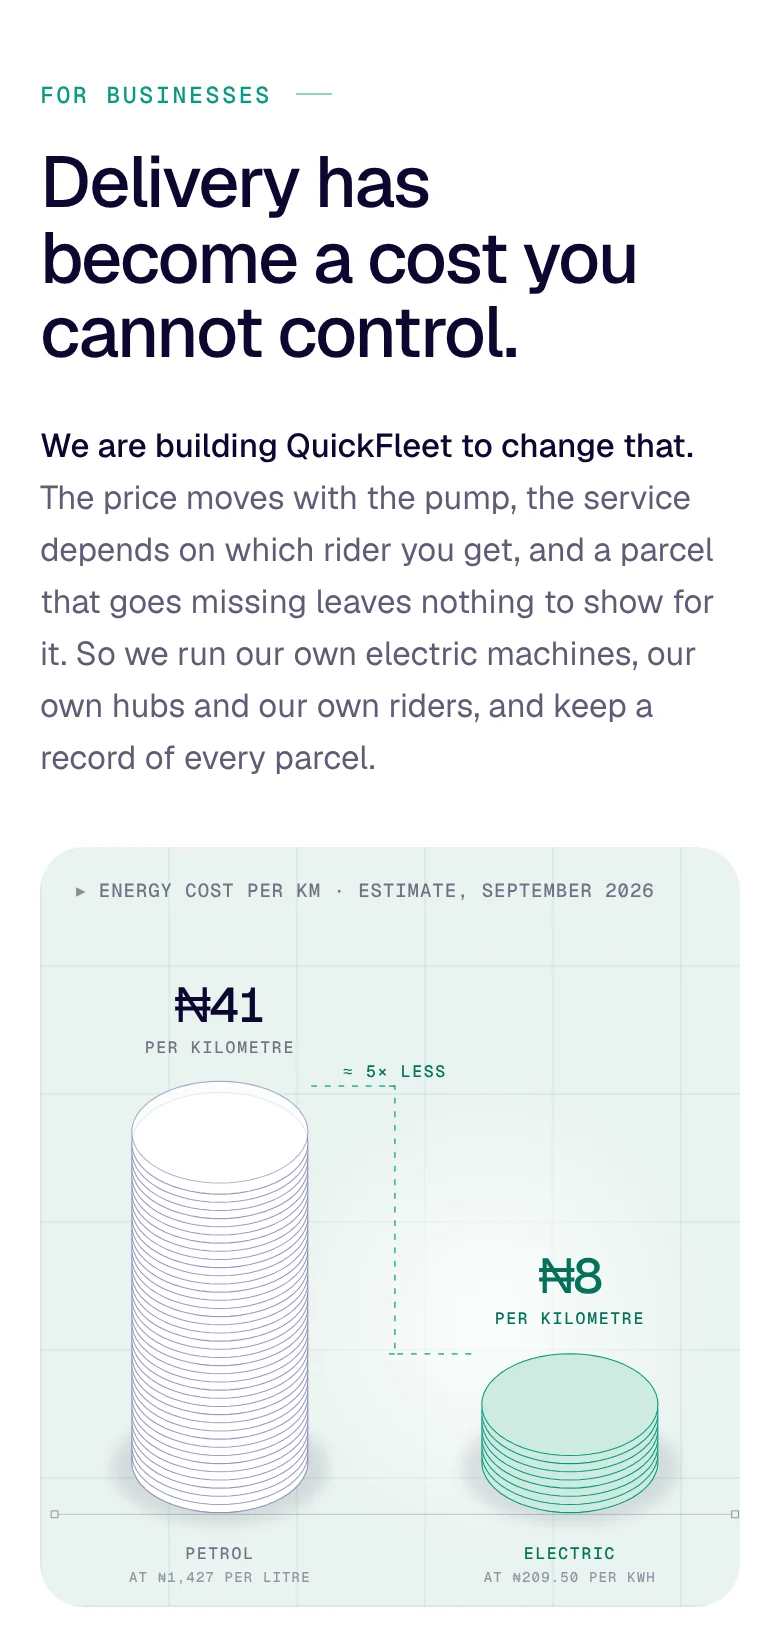 FOR BUSINESSES
Delivery has
become a cost you
cannot control.
We are building QuickFleet to change that.
The price moves with the pump, the service
depends on which rider you get, and a parcel
that goes missing leaves nothing to show for
it. So we run our own electric machines, our
own hubs and our own riders, and keep a
record of every parcel.
▸ ENERGY COST PER KM · ESTIMATE, SEPTEMBER 2026
₦41
PER KILOMETRE
≈ 5× LESS
₦8
PER KILOMETRE
PETROL
AT ₦1,427 PER LITRE
ELECTRIC
AT ₦209.50 PER KWH